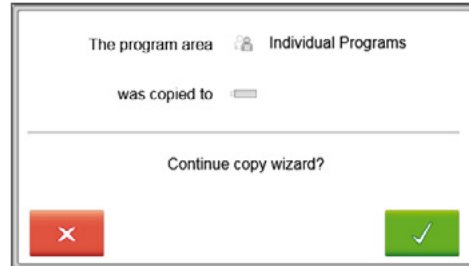 The program area Individual Programs
was copied to
Continue copy wizard?